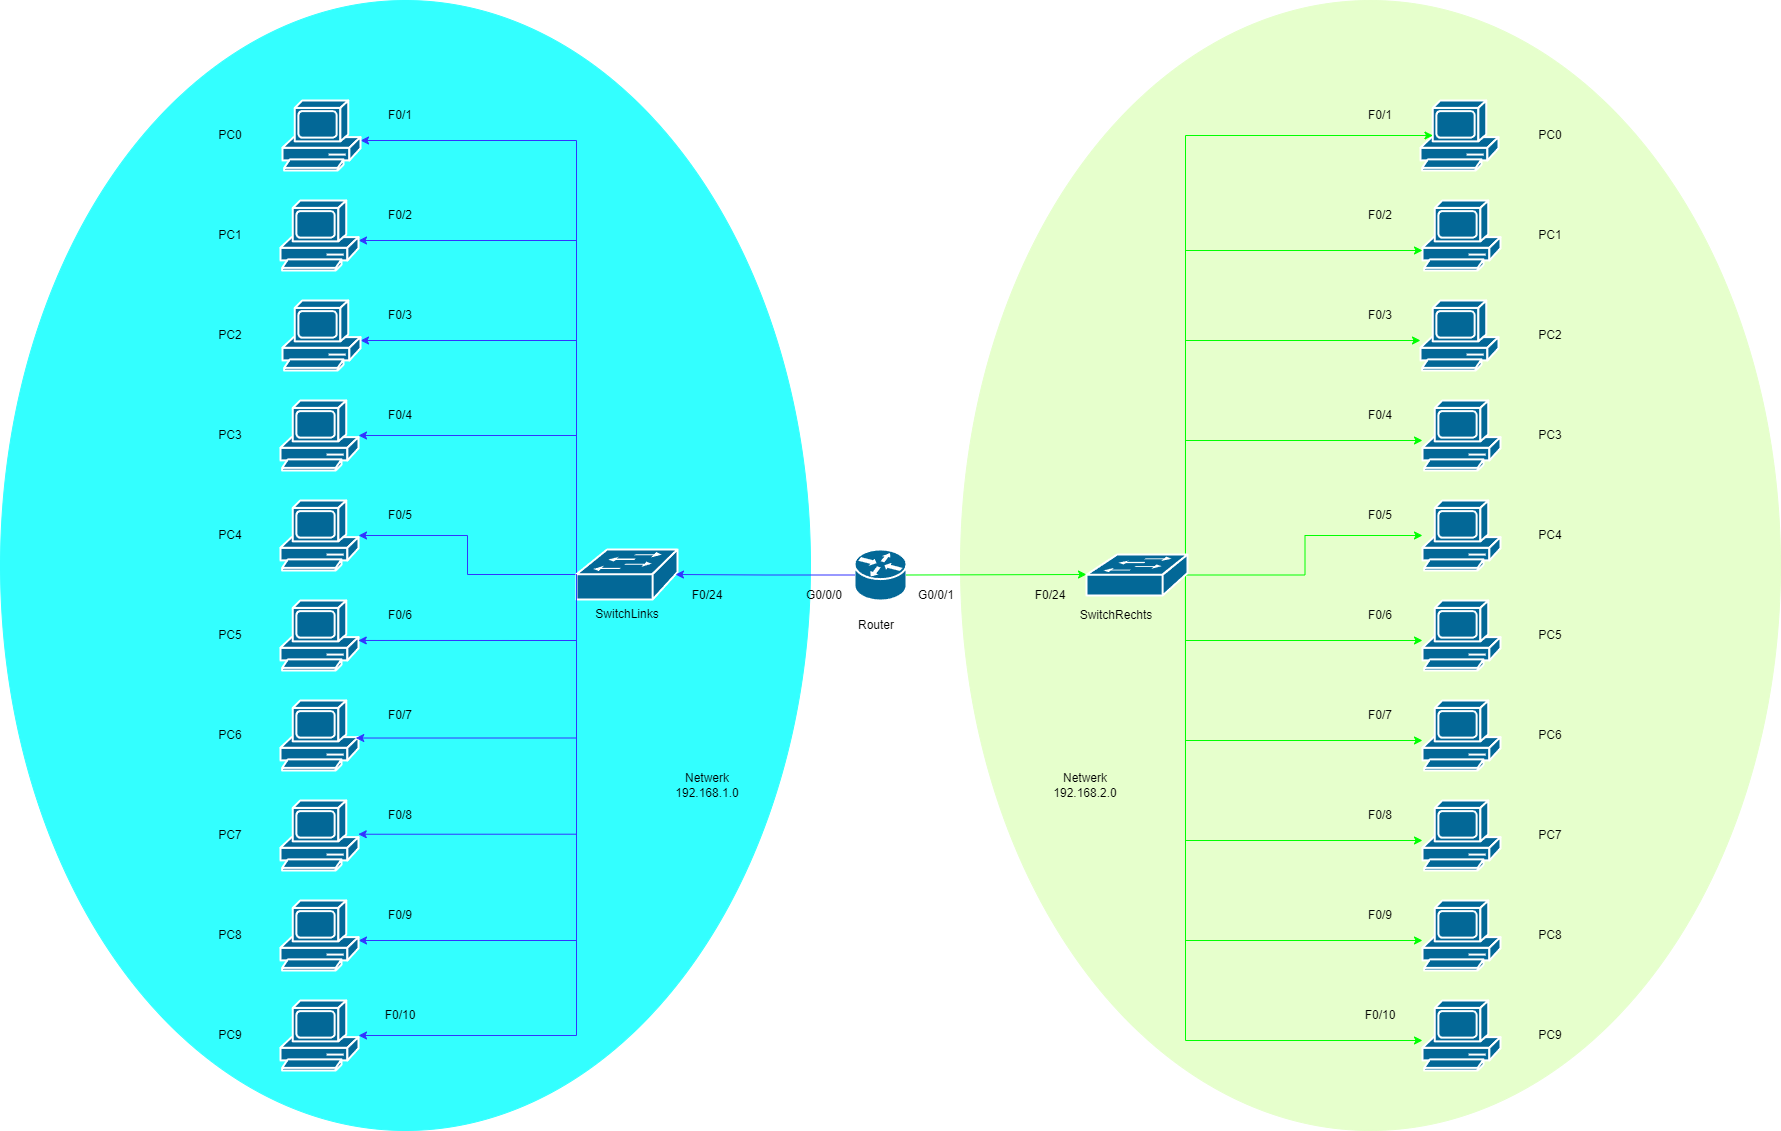 F0/1
PC0
F0/2
PC1
F0/3
PC2
F0/4
PC3
F0/5
PC4
F0/6
PC5
F0/7
PC6
F0/8
PC7
F0/9
PC8
F0/10
PC9
SwitchLinks
F0/24
Netwerk
192.168.1.0
G0/0/0
Router
G0/0/1
F0/24
SwitchRechts
Netwerk
192.168.2.0
F0/1
PC0
F0/2
PC1
F0/3
PC2
F0/4
PC3
F0/5
PC4
F0/6
PC5
F0/7
PC6
F0/8
PC7
F0/9
PC8
F0/10
PC9